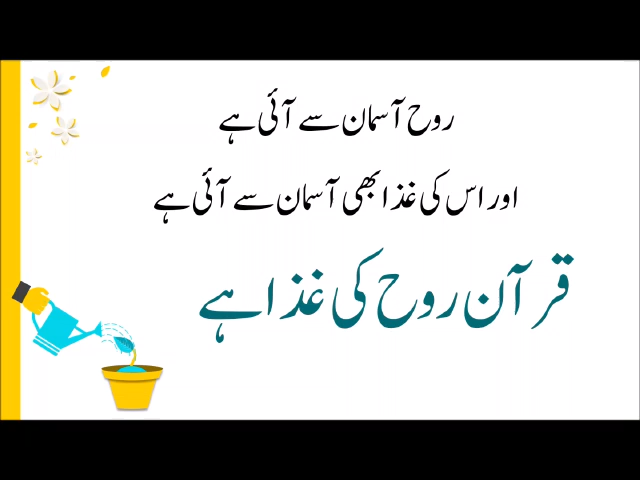 روح آسمان سے آئی ہے
اور اس کی غذا بھی آسمان سے آئی ہے
قرآن روح کی غذا ہے